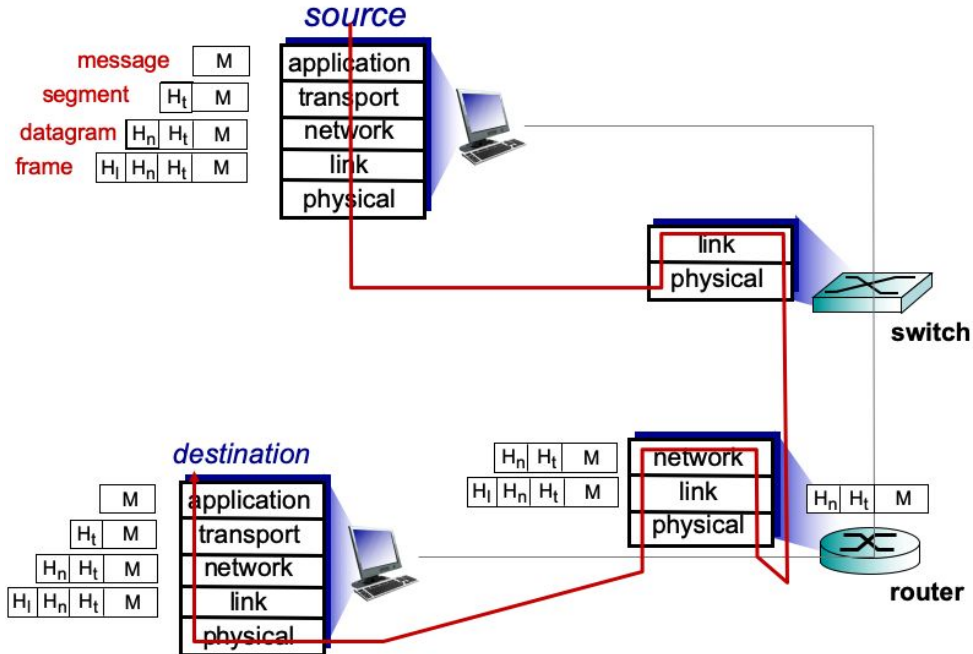 source
message M application
segment Hₜ M transport
datagram Hₙ Hₜ M network
frame Hₗ Hₙ Hₜ M link
physical
link
physical
switch
destination
Hₙ Hₜ M network
Hₗ Hₙ Hₜ M link Hₙ Hₜ M
physical
router
M application
Hₜ M transport
Hₙ Hₜ M network
Hₗ Hₙ Hₜ M link
physical